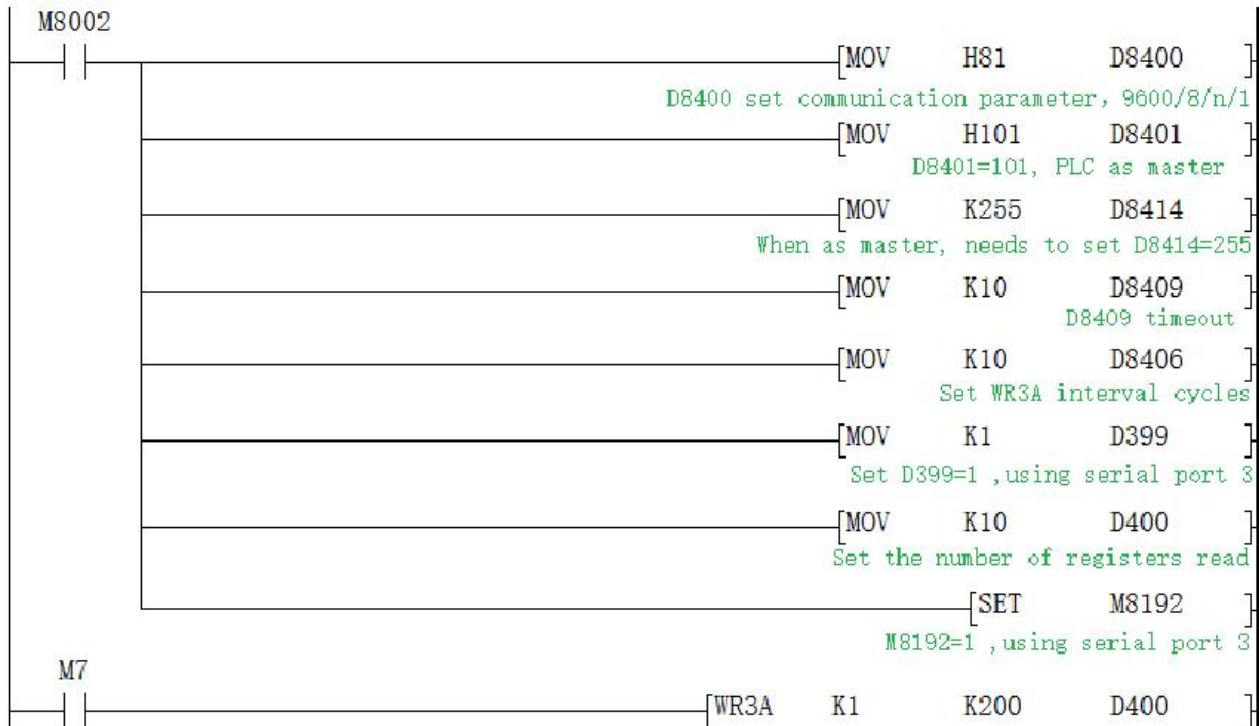 M8002
[MOV H81 D8400 ]
D8400 set communication parameter, 9600/8/n/1
[MOV H101 D8401 ]
D8401=101, PLC as master
[MOV K255 D8414 ]
When as master, needs to set D8414=255
[MOV K10 D8409 ]
D8409 timeout
[MOV K10 D8406 ]
Set WR3A interval cycles
[MOV K1 D399 ]
Set D399=1 ,using serial port 3
[MOV K10 D400 ]
Set the number of registers read
[SET M8192 ]
M8192=1 ,using serial port 3
M7
[WR3A K1 K200 D400 ]